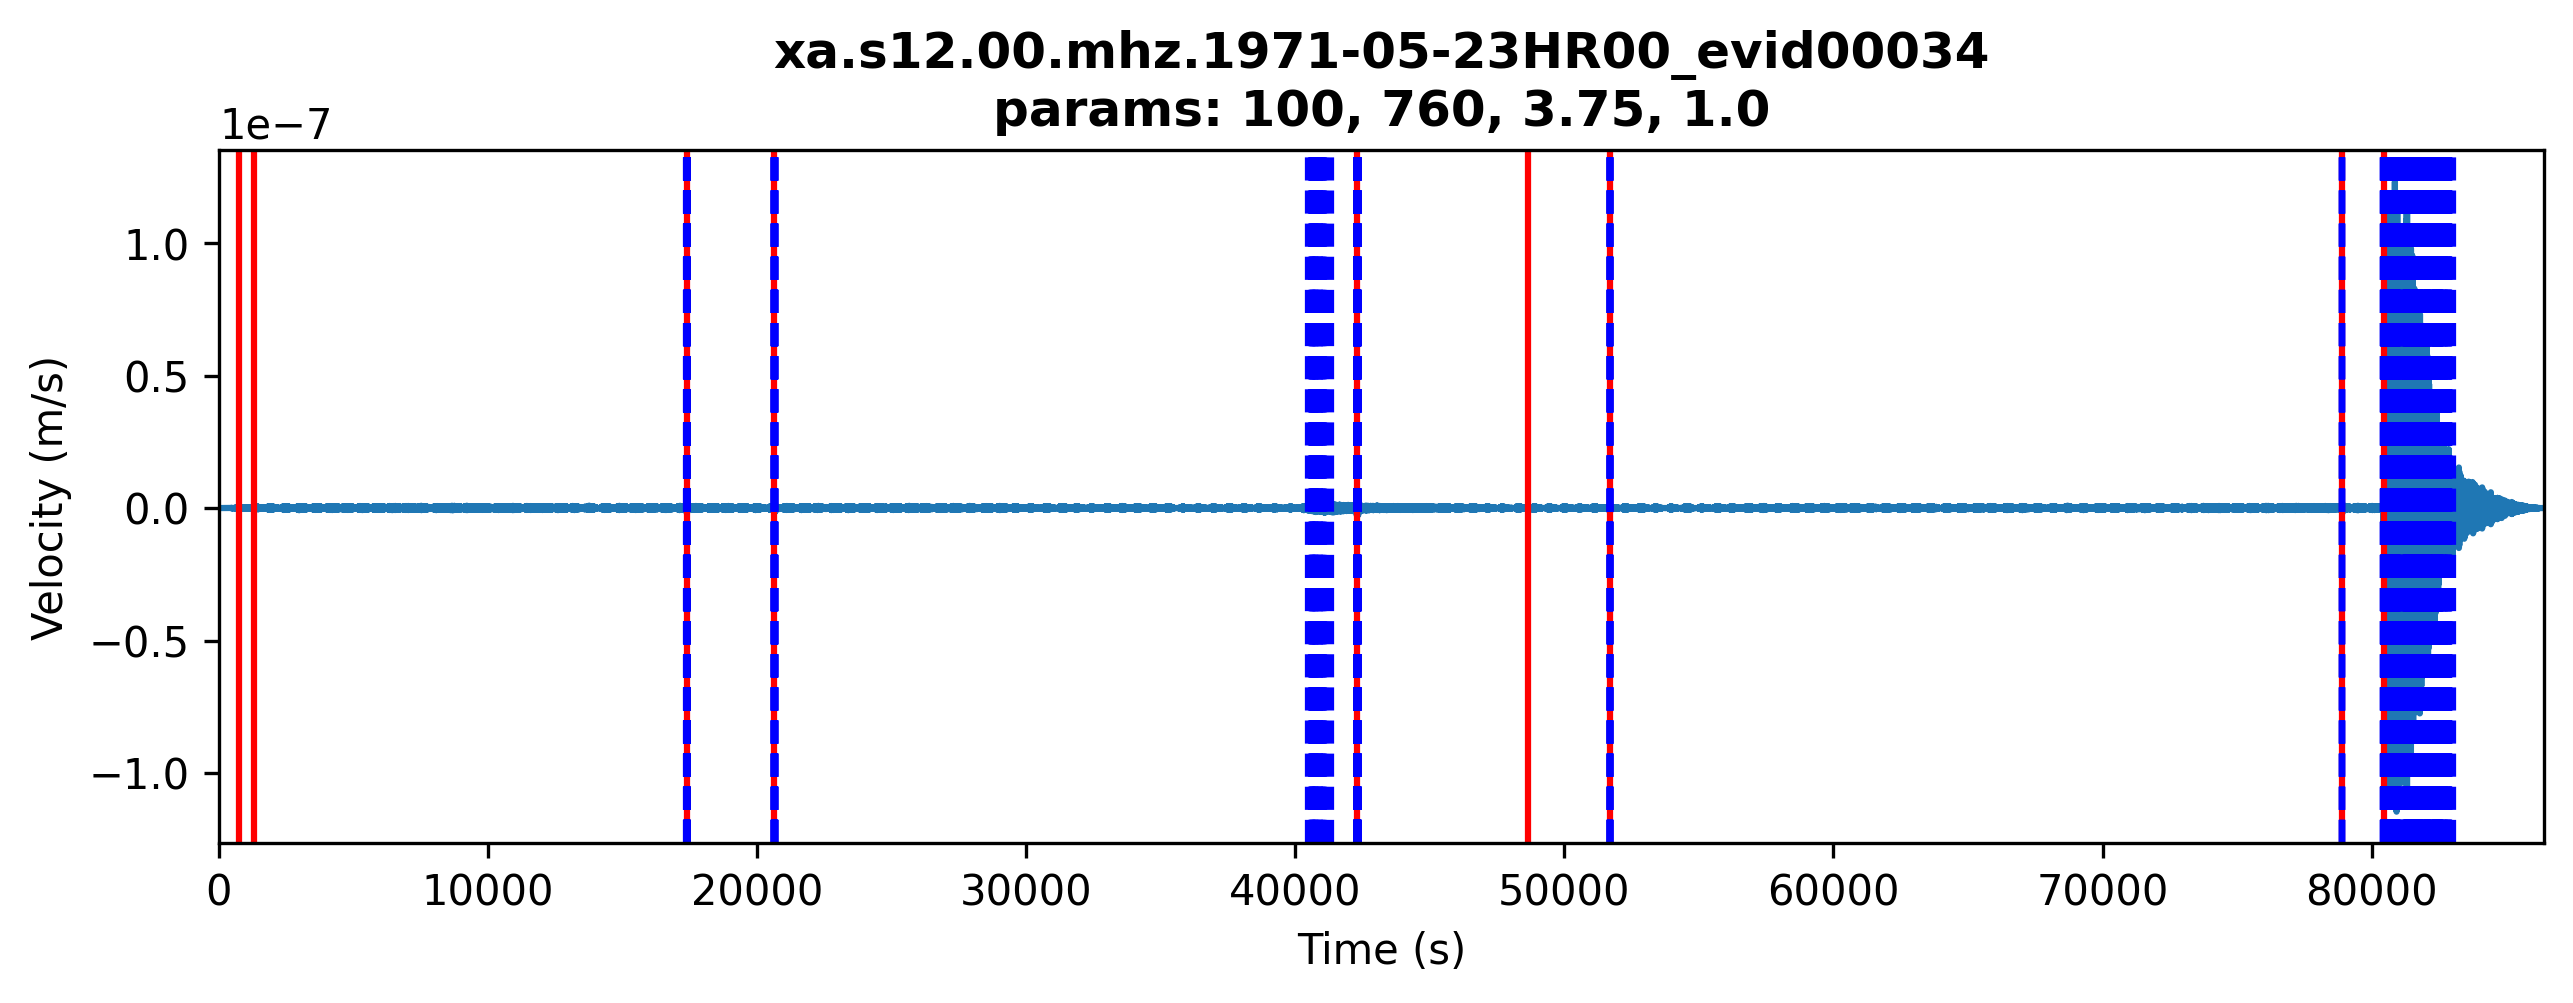 xa.s12.00.mhz.1971-05-23HR00_evid00034
params: 100, 760, 3.75, 1.0
1e−7
1.0
0.5
0.0
−0.5
−1.0
Velocity (m/s)
0 10000 20000 30000 40000 50000 60000 70000 80000
Time (s)